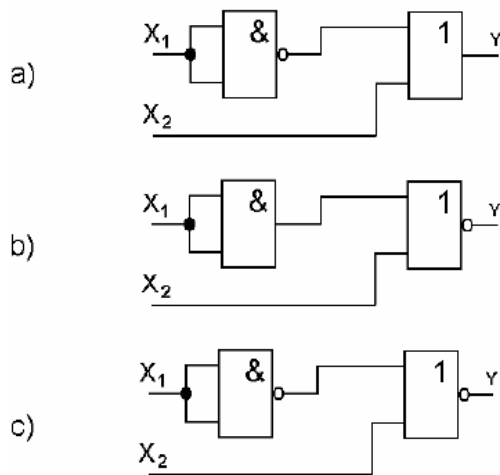 a) X₁ & 1 Y
X₂
b) X₁ & 1 Y
X₂
c) X₁ & 1 Y
X₂